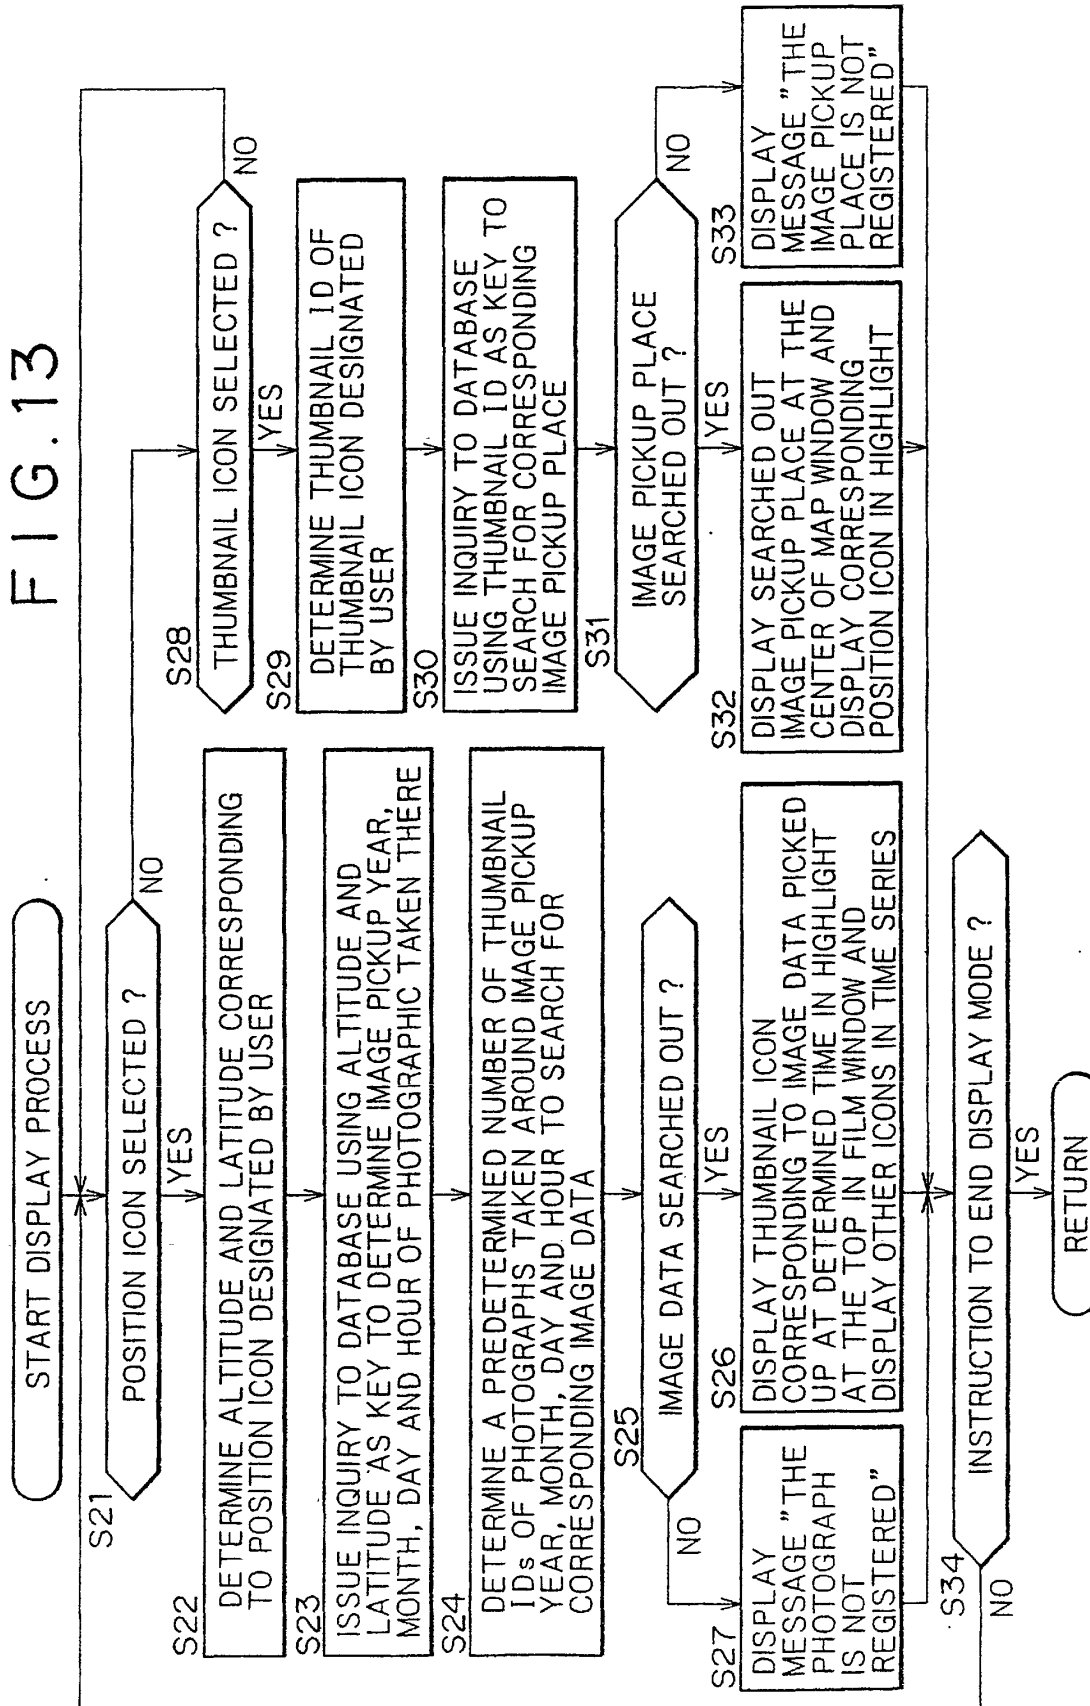 FIG.13
START DISPLAY PROCESS
S21
POSITION ICON SELECTED ?
NO
YES
S22
DETERMINE ALTITUDE AND LATITUDE CORRESPONDING
TO POSITION ICON DESIGNATED BY USER
S23
ISSUE INQUIRY TO DATABASE USING ALTITUDE AND
LATITUDE AS KEY TO DETERMINE IMAGE PICKUP YEAR,
MONTH, DAY AND HOUR OF PHOTOGRAPHIC TAKEN THERE
S24
DETERMINE A PREDETERMINED NUMBER OF THUMBNAIL
IDs OF PHOTOGRAPHS TAKEN AROUND IMAGE PICKUP
YEAR, MONTH, DAY AND HOUR TO SEARCH FOR
CORRESPONDING IMAGE DATA
S25
IMAGE DATA SEARCHED OUT ?
NO
YES
S26
DISPLAY THUMBNAIL ICON
CORRESPONDING TO IMAGE DATA PICKED
UP AT DETERMINED TIME IN HIGHLIGHT
AT THE TOP IN FILM WINDOW AND
DISPLAY OTHER ICONS IN TIME SERIES
S27
DISPLAY
MESSAGE "THE
PHOTOGRAPH
IS NOT
REGISTERED"
S28
THUMBNAIL ICON SELECTED ?
NO
YES
S29
DETERMINE THUMBNAIL ID OF
THUMBNAIL ICON DESIGNATED
BY USER
S30
ISSUE INQUIRY TO DATABASE
USING THUMBNAIL ID AS KEY TO
SEARCH FOR CORRESPONDING
IMAGE PICKUP PLACE
S31
IMAGE PICKUP PLACE
SEARCHED OUT ?
NO
YES
S32
DISPLAY SEARCHED OUT
IMAGE PICKUP PLACE AT THE
CENTER OF MAP WINDOW AND
DISPLAY CORRESPONDING
POSITION ICON IN HIGHLIGHT
S33
DISPLAY
MESSAGE "THE
IMAGE PICKUP
PLACE IS NOT
REGISTERED"
S34
INSTRUCTION TO END DISPLAY MODE ?
NO
YES
RETURN